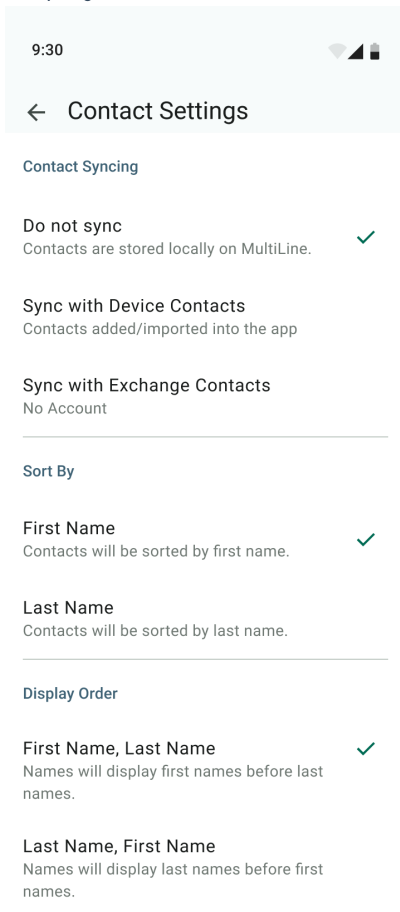 9:30
Contact Settings
Contact Syncing
Do not sync
Contacts are stored locally on MultiLine.
Sync with Device Contacts
Contacts added/imported into the app
Sync with Exchange Contacts
No Account
Sort By
First Name
Contacts will be sorted by first name.
Last Name
Contacts will be sorted by last name.
Display Order
First Name, Last Name
Names will display first names before last
names.
Last Name, First Name
Names will display last names before first
names.